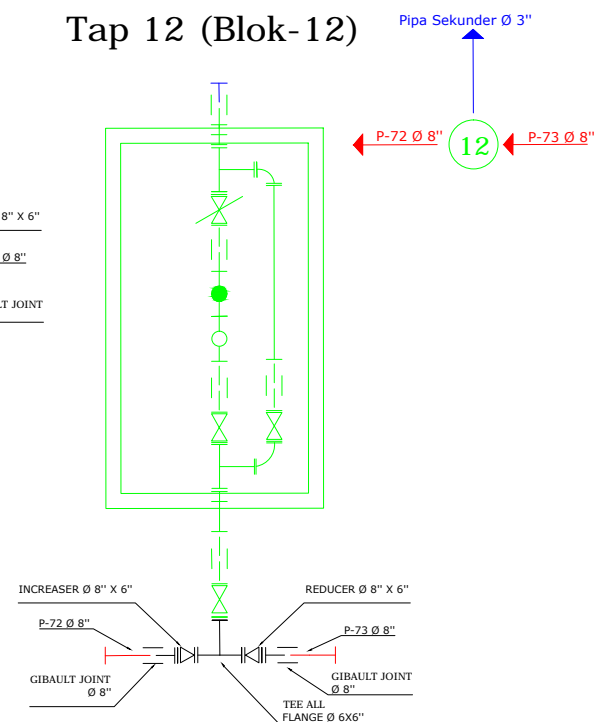 Tap 12 (Blok-12)
Pipa Sekunder Ø 3"
P-72 Ø 8"
12
P-73 Ø 8"
8" X 6"
Ø 8"
JOINT
INCREASER Ø 8" X 6"
REDUCER Ø 8" X 6"
P-72 Ø 8"
P-73 Ø 8"
GIBAULT JOINT
Ø 8"
GIBAULT JOINT
Ø 8"
TEE ALL
FLANGE Ø 6X6"